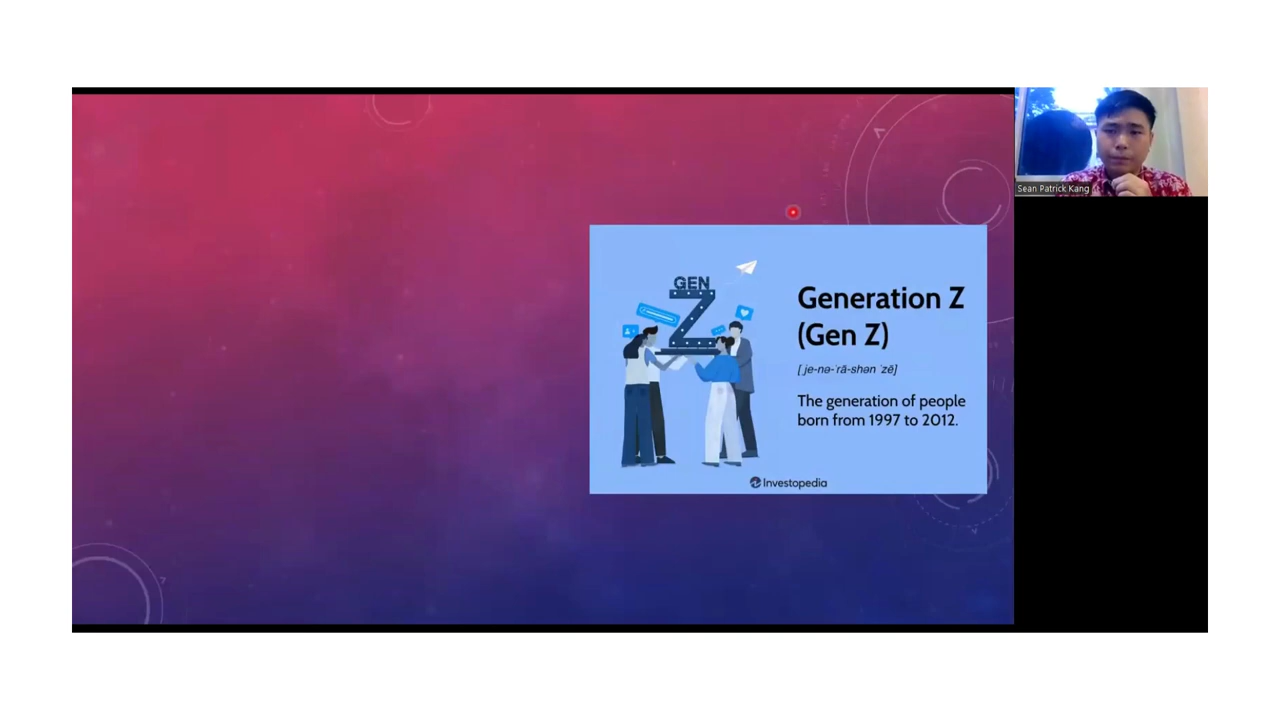 Sean Patrick Kang
GEN
Z
Generation Z
(Gen Z)
[ je-nə-ˈrā-shən ˈzē]
The generation of people
born from 1997 to 2012.
Investopedia